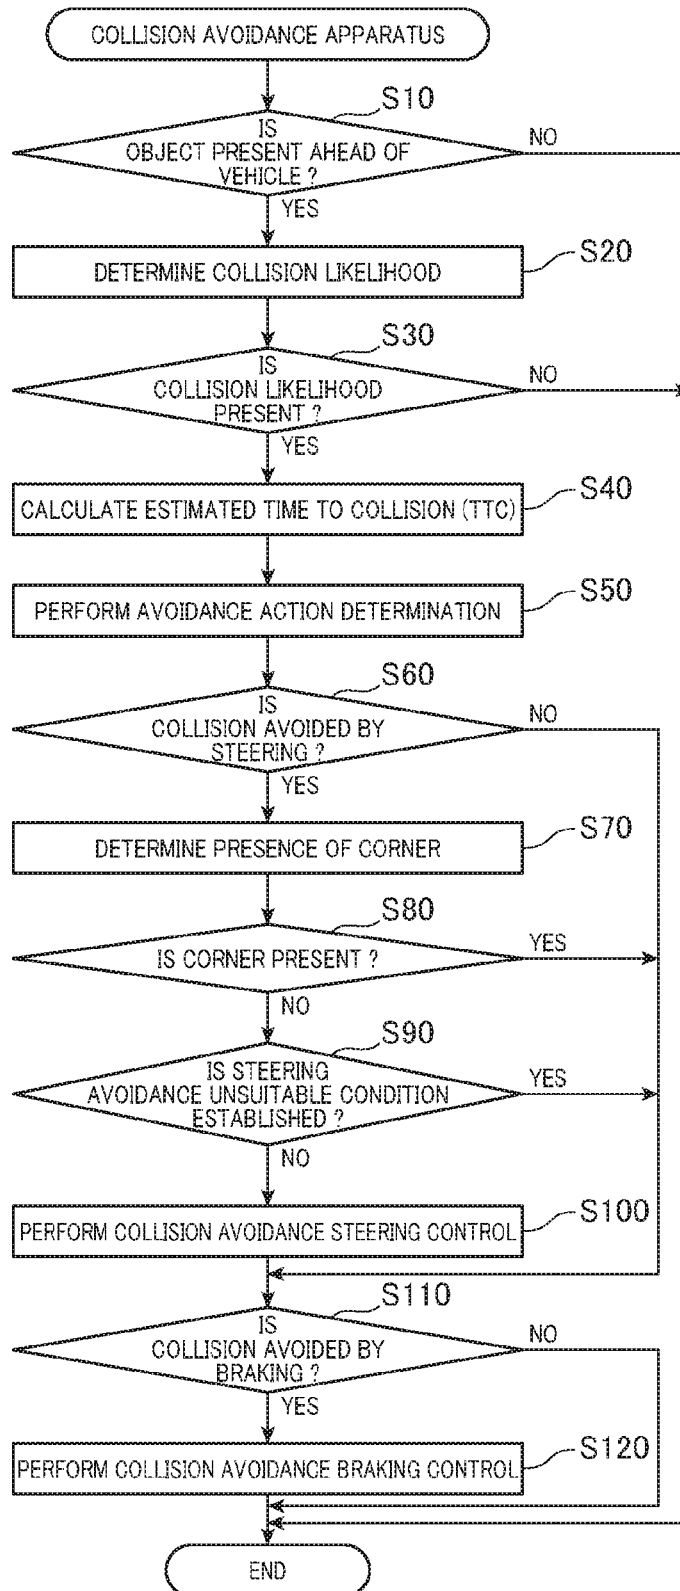 COLLISION AVOIDANCE APPARATUS
S10
IS
OBJECT PRESENT AHEAD OF
VEHICLE ?
NO
YES
S20
DETERMINE COLLISION LIKELIHOOD
S30
IS
COLLISION LIKELIHOOD
PRESENT ?
NO
YES
S40
CALCULATE ESTIMATED TIME TO COLLISION (TTC)
S50
PERFORM AVOIDANCE ACTION DETERMINATION
S60
IS
COLLISION AVOIDED BY
STEERING ?
NO
YES
S70
DETERMINE PRESENCE OF CORNER
S80
IS CORNER PRESENT ?
YES
NO
S90
IS STEERING
AVOIDANCE UNSUITABLE CONDITION
ESTABLISHED ?
YES
NO
S100
PERFORM COLLISION AVOIDANCE STEERING CONTROL
S110
IS
COLLISION AVOIDED BY
BRAKING ?
NO
YES
S120
PERFORM COLLISION AVOIDANCE BRAKING CONTROL
END